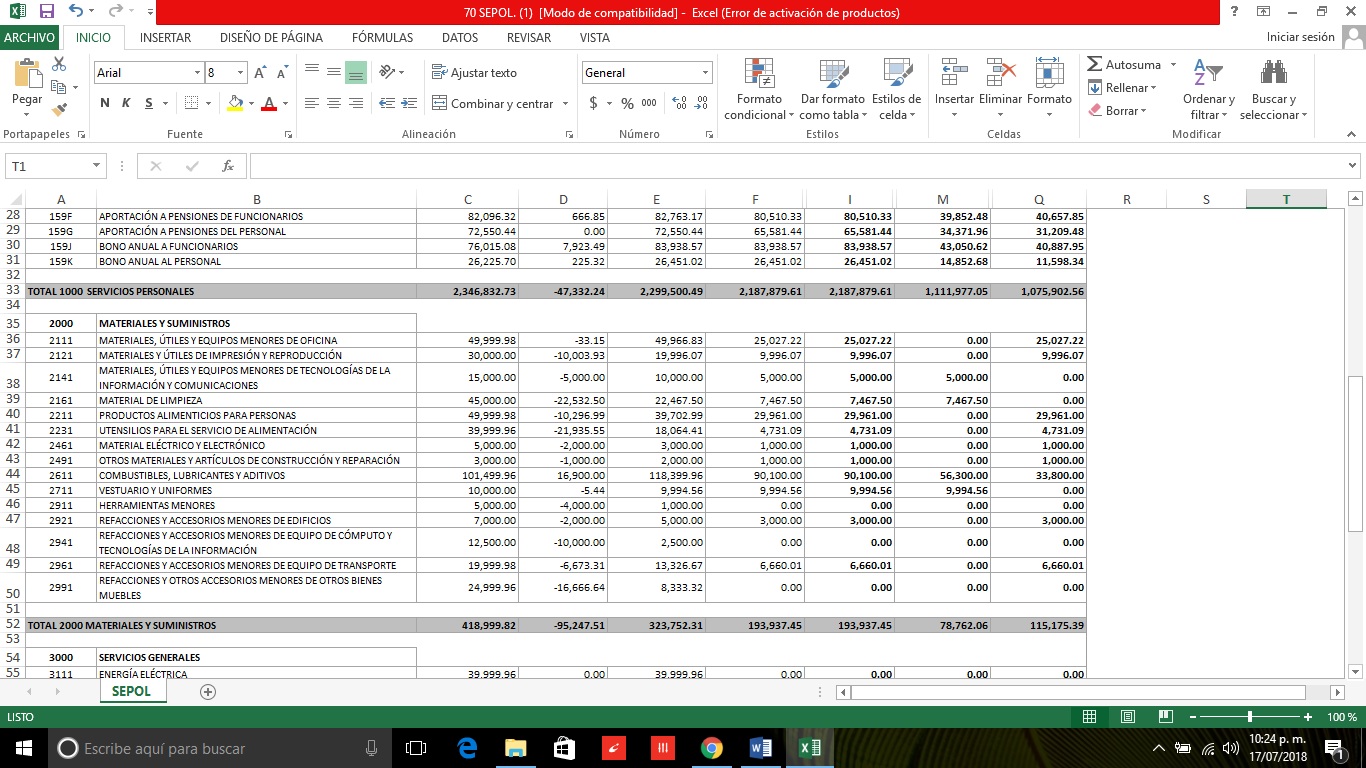 70 SEPOL. (1) [Modo de compatibilidad] - Excel (Error de activación de productos)
ARCHIVO INICIO INSERTAR DISEÑO DE PÁGINA FÓRMULAS DATOS REVISAR VISTA Iniciar sesión
Arial 8 Ajustar texto General Autosuma
Rellenar
Pegar N K S Combinar y centrar $ % 000 Formato condicional Dar formato como tabla Estilos de celda Insertar Eliminar Formato Borrar Ordenar y filtrar Buscar y seleccionar
Portapapeles Fuente Alineación Número Estilos Celdas Modificar
T1 fx
A B C D E F I M Q R S T
28 159F APORTACIÓN A PENSIONES DE FUNCIONARIOS 82,096.32 666.85 82,763.17 80,510.33 80,510.33 39,852.48 40,657.85
29 159G APORTACIÓN A PENSIONES DEL PERSONAL 72,550.44 0.00 72,550.44 65,581.44 65,581.44 34,371.96 31,209.48
30 159J BONO ANUAL A FUNCIONARIOS 76,015.08 7,923.49 83,938.57 83,938.57 83,938.57 43,050.62 40,887.95
31 159K BONO ANUAL AL PERSONAL 26,225.70 225.32 26,451.02 26,451.02 26,451.02 14,852.68 11,598.34
32
33 TOTAL 1000 SERVICIOS PERSONALES 2,346,832.73 -47,332.24 2,299,500.49 2,187,879.61 2,187,879.61 1,111,977.05 1,075,902.56
34
35 2000 MATERIALES Y SUMINISTROS
36 2111 MATERIALES, ÚTILES Y EQUIPOS MENORES DE OFICINA 49,999.98 -33.15 49,966.83 25,027.22 25,027.22 0.00 25,027.22
37 2121 MATERIALES Y ÚTILES DE IMPRESIÓN Y REPRODUCCIÓN 30,000.00 -10,003.93 19,996.07 9,996.07 9,996.07 0.00 9,996.07
MATERIALES, ÚTILES Y EQUIPOS MENORES DE TECNOLOGÍAS DE LA
38 2141 INFORMACIÓN Y COMUNICACIONES 15,000.00 -5,000.00 10,000.00 5,000.00 5,000.00 5,000.00 0.00
39 2161 MATERIAL DE LIMPIEZA 45,000.00 -22,532.50 22,467.50 7,467.50 7,467.50 7,467.50 0.00
40 2211 PRODUCTOS ALIMENTICIOS PARA PERSONAS 49,999.98 -10,296.99 39,702.99 29,961.00 29,961.00 0.00 29,961.00
41 2231 UTENSILIOS PARA EL SERVICIO DE ALIMENTACIÓN 39,999.96 -21,935.55 18,064.41 4,731.09 4,731.09 0.00 4,731.09
42 2461 MATERIAL ELÉCTRICO Y ELECTRÓNICO 5,000.00 -2,000.00 3,000.00 1,000.00 1,000.00 0.00 1,000.00
43 2491 OTROS MATERIALES Y ARTÍCULOS DE CONSTRUCCIÓN Y REPARACIÓN 3,000.00 -1,000.00 2,000.00 1,000.00 1,000.00 0.00 1,000.00
44 2611 COMBUSTIBLES, LUBRICANTES Y ADITIVOS 101,499.96 16,900.00 118,399.96 90,100.00 90,100.00 56,300.00 33,800.00
45 2711 VESTUARIO Y UNIFORMES 10,000.00 -5.44 9,994.56 9,994.56 9,994.56 9,994.56 0.00
46 2911 HERRAMIENTAS MENORES 5,000.00 -4,000.00 1,000.00 0.00 0.00 0.00 0.00
47 2921 REFACCIONES Y ACCESORIOS MENORES DE EDIFICIOS 7,000.00 -2,000.00 5,000.00 3,000.00 3,000.00 0.00 3,000.00
REFACCIONES Y ACCESORIOS MENORES DE EQUIPO DE CÓMPUTO Y
48 2941 TECNOLOGÍAS DE LA INFORMACIÓN 12,500.00 -10,000.00 2,500.00 0.00 0.00 0.00 0.00
49 2961 REFACCIONES Y ACCESORIOS MENORES DE EQUIPO DE TRANSPORTE 19,999.98 -6,673.31 13,326.67 6,660.01 6,660.01 0.00 6,660.01
REFACCIONES Y OTROS ACCESORIOS MENORES DE OTROS BIENES
50 2991 MUEBLES 24,999.96 -16,666.64 8,333.32 0.00 0.00 0.00 0.00
51
52 TOTAL 2000 MATERIALES Y SUMINISTROS 418,999.82 -95,247.51 323,752.31 193,937.45 193,937.45 78,762.06 115,175.39
53
54 3000 SERVICIOS GENERALES
55 3111 ENERGÍA ELÉCTRICA 39,999.96 0.00 39,999.96 0.00 0.00 0.00 0.00
SEPOL
LISTO 100 %
Escribe aquí para buscar 10:24 p. m.
17/07/2018